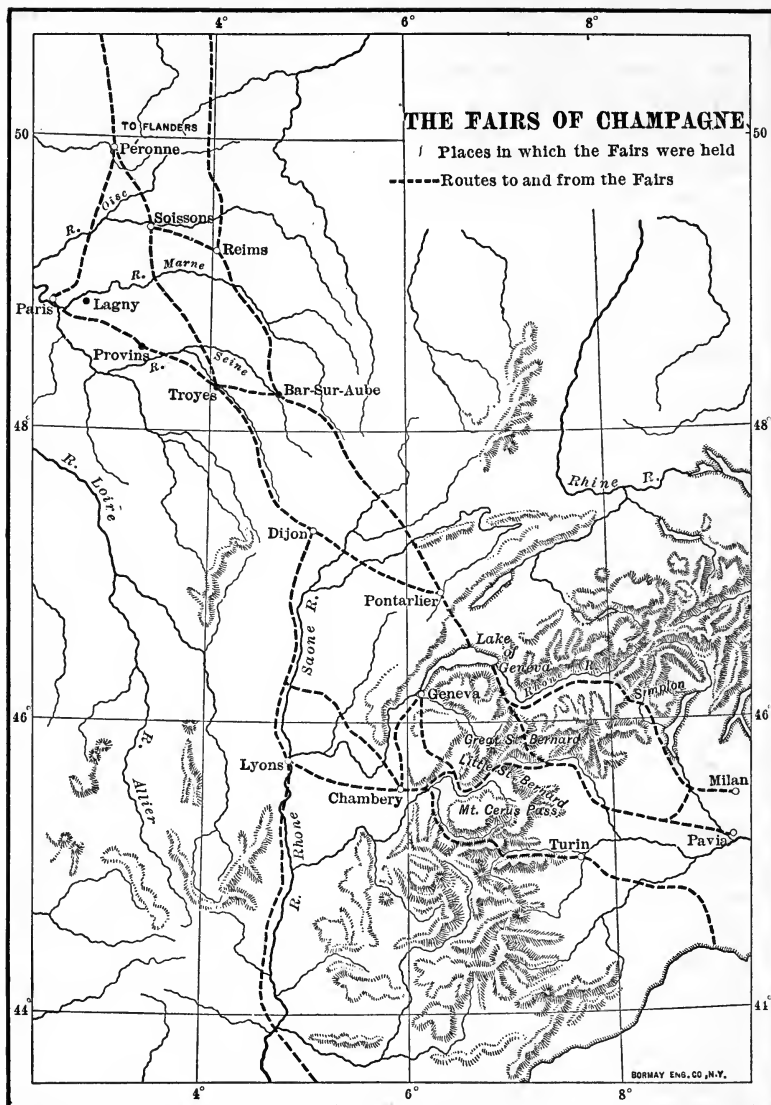 4°
6°
8°
50
50
THE FAIRS OF CHAMPAGNE
Places in which the Fairs were held
Routes to and from the Fairs
TO FLANDERS
Péronne
R. Oise
Soissons
Reims
R. Marne
Paris
Lagny
Provins
R. Seine
Troyes
Bar-Sur-Aube
48°
48°
R. Loire
Rhine R.
Dijon
Pontarlier
Saone R.
Lake of Geneva
Rhone R.
Simplon
Geneva
46°
46°
Great St. Bernard
Lyons
Little St. Bernard
Milan
Chambery
Mt. Cerus Pass
Pavia
R. Allier
R. Rhone
Turin
44°
41°
4°
6°
8°
BORMAY ENG. CO., N.Y.